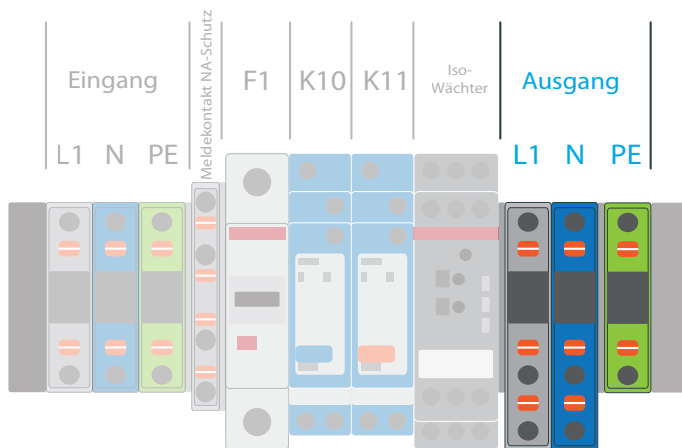 Eingang
L1 N PE
Meldekontakt NA-Schutz
F1
K10
K11
Iso-
Wächter
Ausgang
L1 N PE